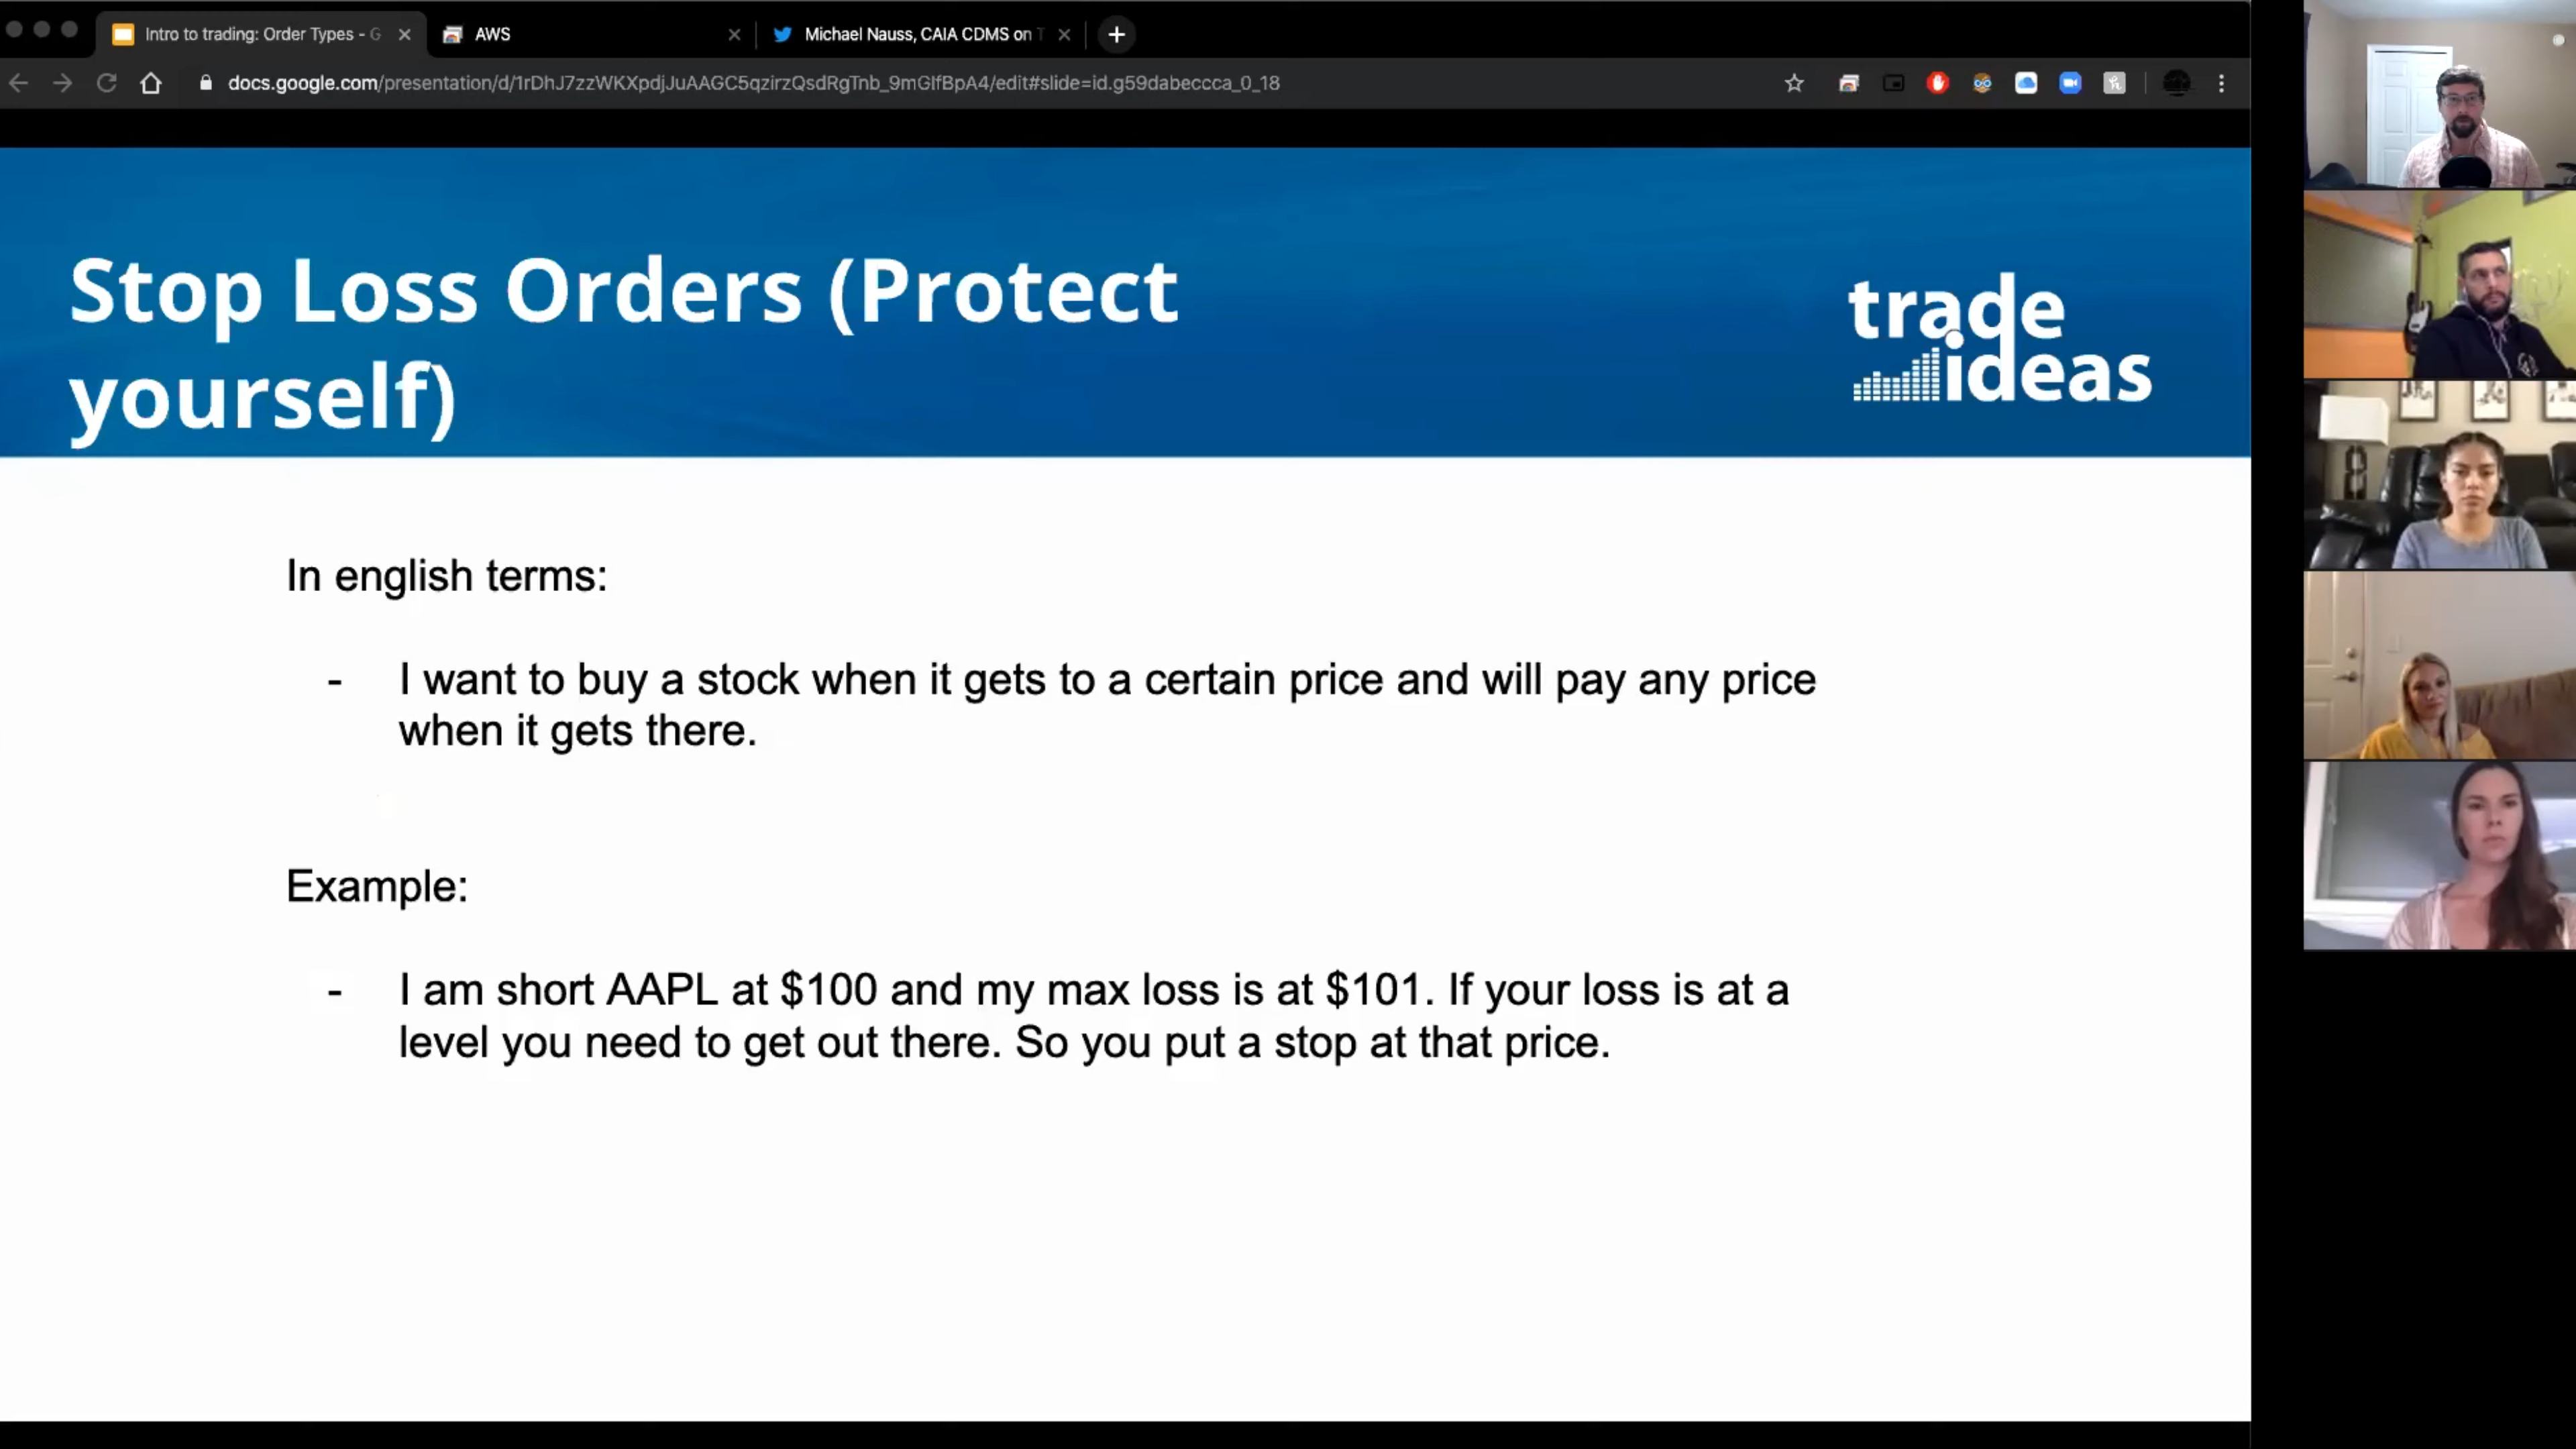 Intro to trading: Order Types - G
AWS
Michael Nauss, CAIA CDMS on T
docs.google.com/presentation/d/1rDhJ7zzWKXpdjJuAAGC5qzirzQsdRgTnb_9mGIfBpA4/edit#slide=id.g59dabeccca_0_18
Stop Loss Orders (Protect
yourself)
trade
ideas
In english terms:
- I want to buy a stock when it gets to a certain price and will pay any price
when it gets there.
Example:
- I am short AAPL at $100 and my max loss is at $101. If your loss is at a
level you need to get out there. So you put a stop at that price.